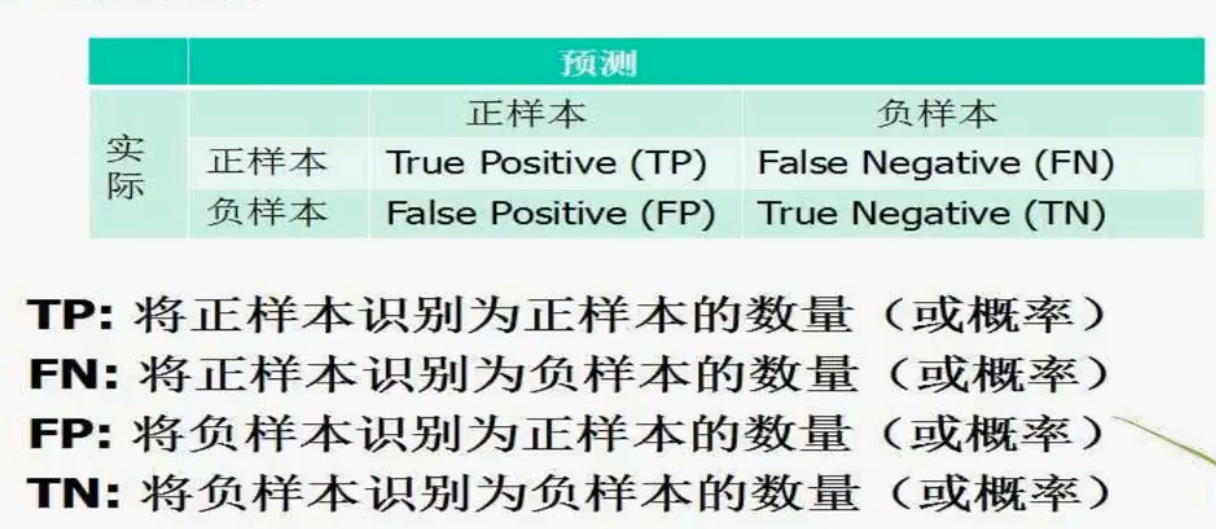 预测
正样本 负样本
实际
正样本 True Positive (TP) False Negative (FN)
负样本 False Positive (FP) True Negative (TN)
TP: 将正样本识别为正样本的数量（或概率）
FN: 将正样本识别为负样本的数量（或概率）
FP: 将负样本识别为正样本的数量（或概率）
TN: 将负样本识别为负样本的数量（或概率）